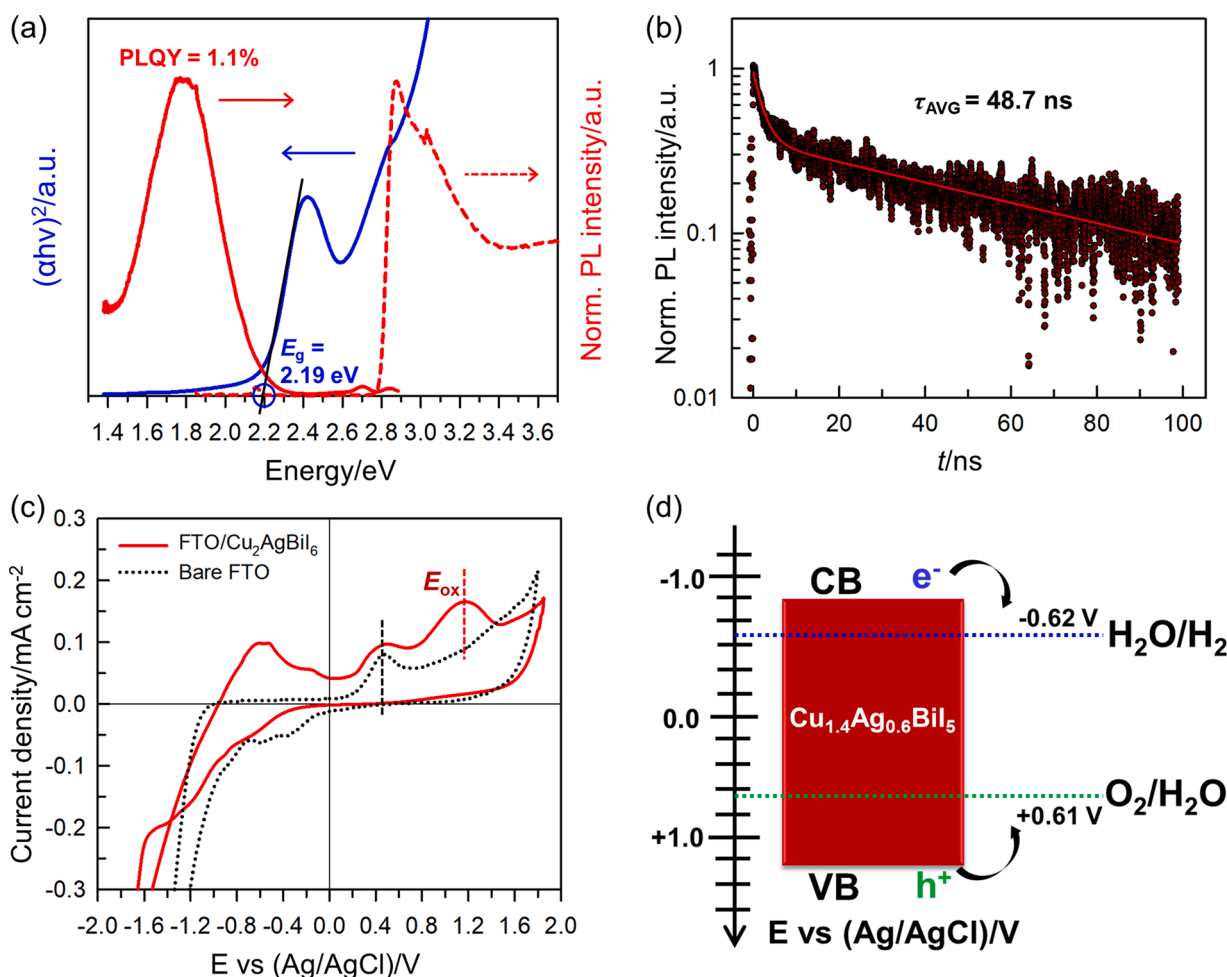 (a)
PLQY = 1.1%
(αhν)²/a.u.
Norm. PL intensity/a.u.
E_g =
2.19 eV
1.4 1.6 1.8 2.0 2.2 2.4 2.6 2.8 3.0 3.2 3.4 3.6
Energy/eV
(b)
τ_AVG = 48.7 ns
Norm. PL intensity/a.u.
1
0.1
0.01
0 20 40 60 80 100
t/ns
(c)
FTO/Cu₂AgBiI₆
Bare FTO
E_ox
Current density/mA cm⁻²
0.3
0.2
0.1
0.0
-0.1
-0.2
-0.3
-2.0 -1.6 -1.2 -0.8 -0.4 0.0 0.4 0.8 1.2 1.6 2.0
E vs (Ag/AgCl)/V
(d)
-1.0
0.0
+1.0
CB
e⁻
-0.62 V
H₂O/H₂
Cu₁.₄Ag₀.₆BiI₅
O₂/H₂O
+0.61 V
VB
h⁺
E vs (Ag/AgCl)/V